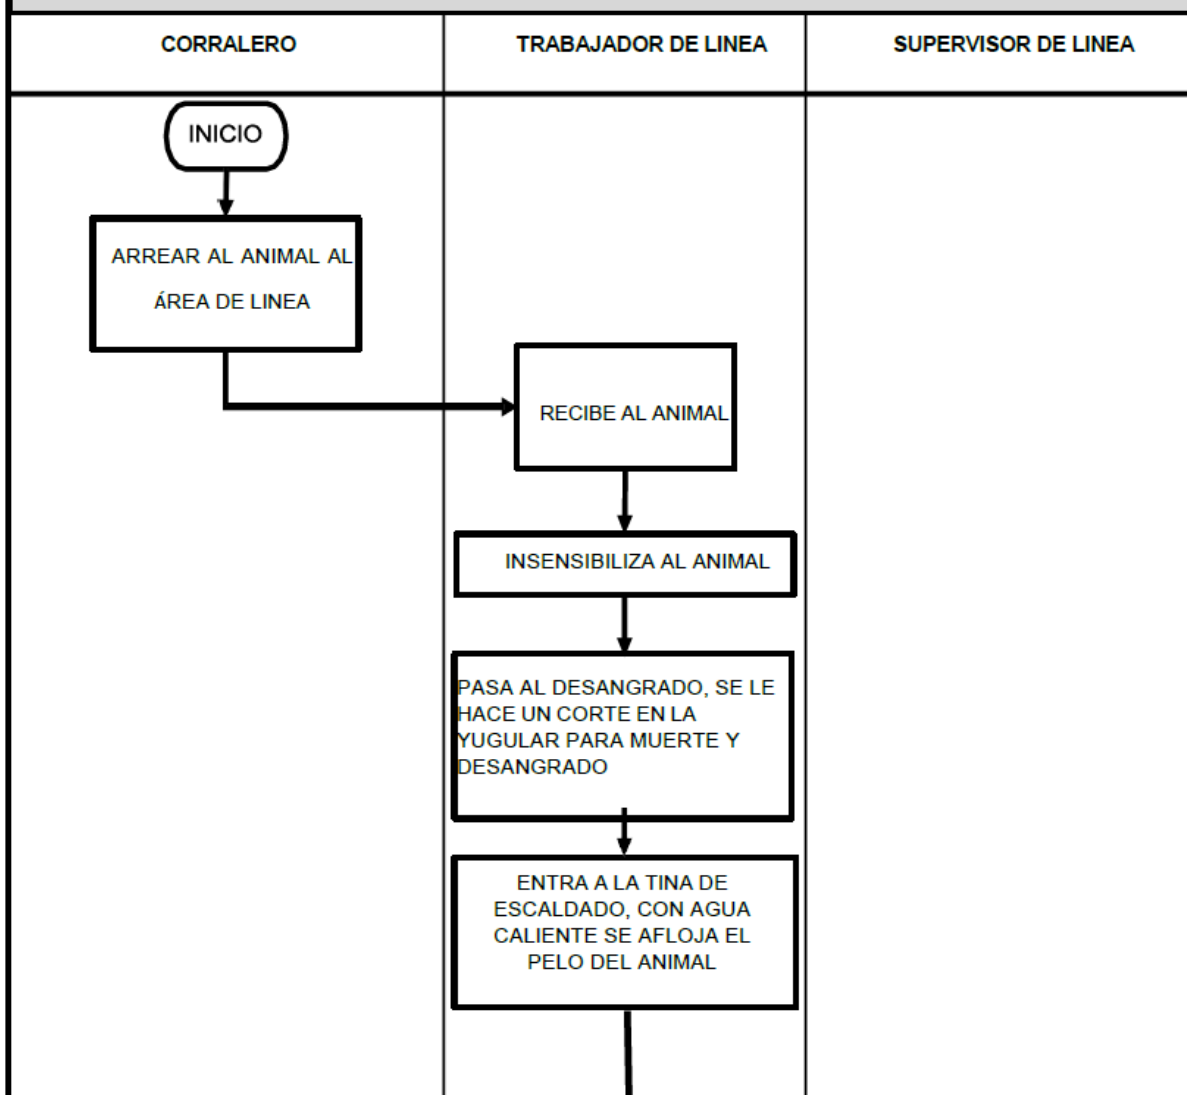 CORRALERO
TRABAJADOR DE LINEA
SUPERVISOR DE LINEA
INICIO
ARREAR AL ANIMAL AL
ÁREA DE LINEA
RECIBE AL ANIMAL
INSENSIBILIZA AL ANIMAL
PASA AL DESANGRADO, SE LE
HACE UN CORTE EN LA
YUGULAR PARA MUERTE Y
DESANGRADO
ENTRA A LA TINA DE
ESCALDADO, CON AGUA
CALIENTE SE AFLOJA EL
PELO DEL ANIMAL